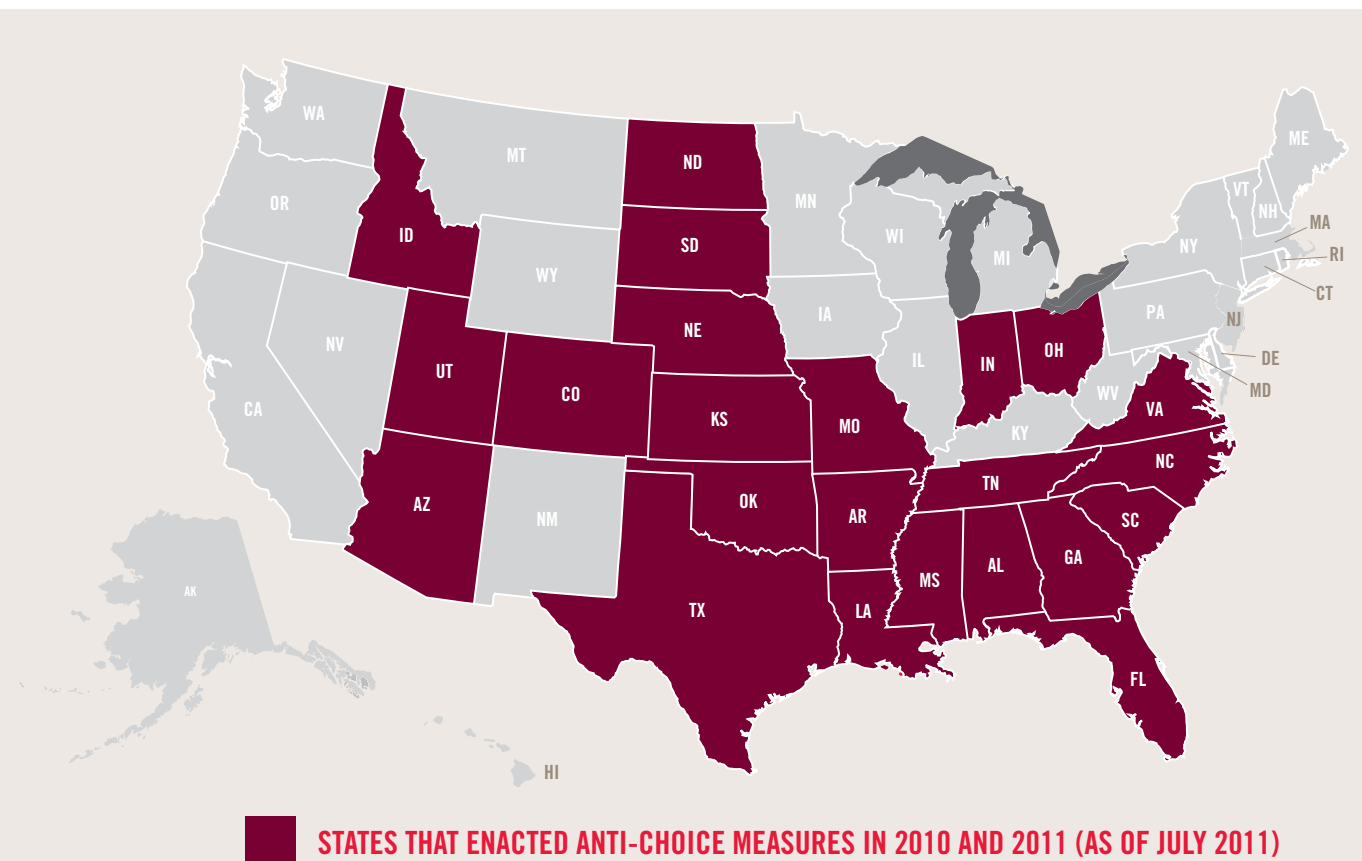 WA
MT
ND
MN
ME
VT
NH
OR
ID
SD
WI
MI
NY
MA
RI
CT
WY
NE
IA
PA
NJ
NV
UT
CO
KS
MO
IL
IN
OH
WV
VA
DE
MD
CA
KY
AZ
NM
OK
AR
TN
NC
SC
TX
LA
MS
AL
GA
AK
FL
HI
STATES THAT ENACTED ANTI-CHOICE MEASURES IN 2010 AND 2011 (AS OF JULY 2011)